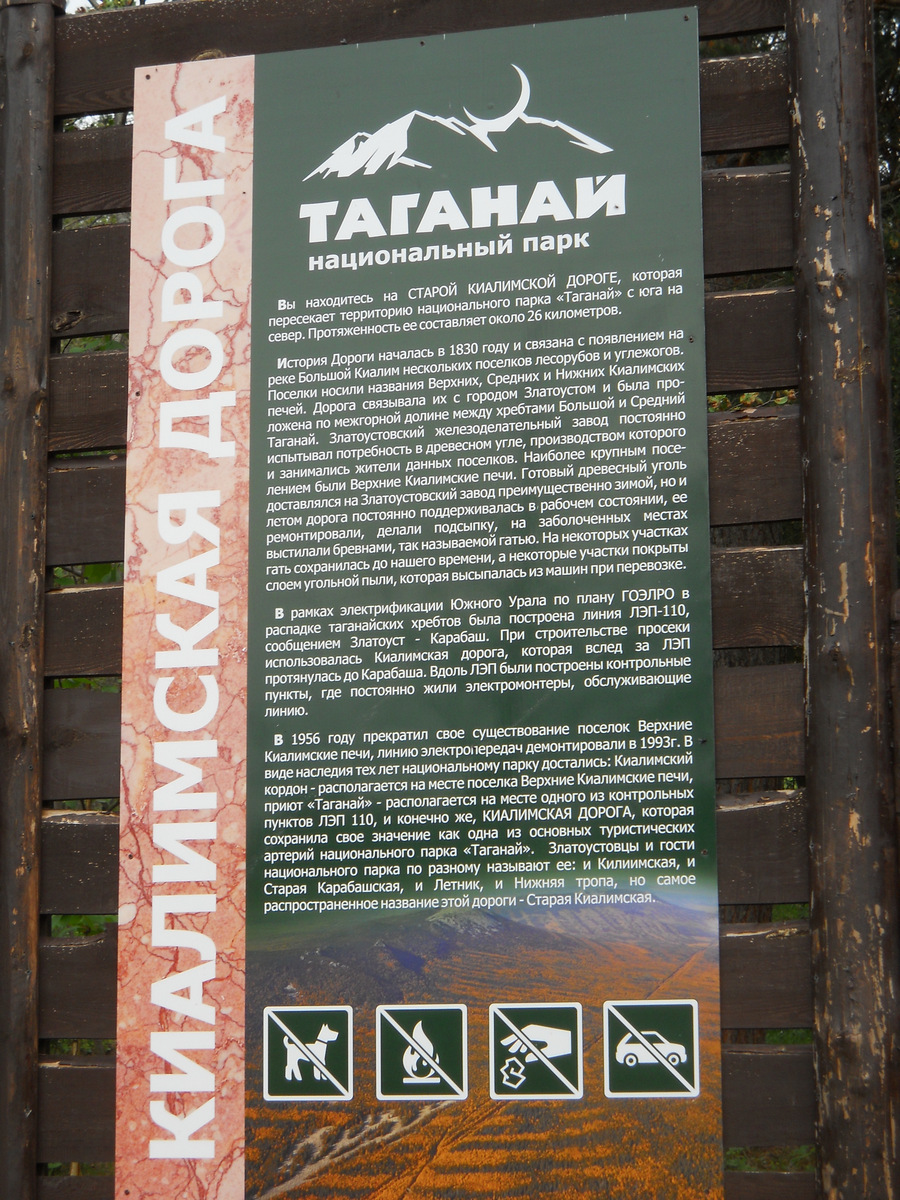 КИАЛИМСКАЯ ДОРОГА
ТАГАНАЙ
национальный парк
Вы находитесь на СТАРОЙ КИАЛИМСКОЙ ДОРОГЕ, которая
пересекает территорию национального парка «Таганай» с юга на
север. Протяженность ее составляет около 26 километров.
История Дороги началась в 1830 году и связана с появлением на
реке Большой Киалим нескольких поселков лесорубов и углежогов.
Поселки носили названия Верхних, Средних и Нижних Киалимских
печей. Дорога связывала их с городом Златоустом и была про-
ложена по межгорной долине между хребтами Большой и Средний
Таганай. Златоустовский железоделательный завод постоянно
испытывал потребность в древесном угле, производством которого
и занимались жители данных поселков. Наиболее крупным посе-
лением были Верхние Киалимские печи. Готовый древесный уголь
доставлялся на Златоустовский завод преимущественно зимой, но и
летом дорога постоянно поддерживалась в рабочем состоянии, ее
ремонтировали, делали подсыпку, на заболоченных местах
выстилали бревнами, так называемой гатью. На некоторых участках
гать сохранилась до нашего времени, а некоторые участки покрыты
слоем угольной пыли, которая высыпалась из машин при перевозке.
В рамках электрификации Южного Урала по плану ГОЭЛРО в
распадке таганайских хребтов была построена линия ЛЭП-110,
сообщением Златоуст - Карабаш. При строительстве просеки
использовалась Киалимская дорога, которая вслед за ЛЭП
протянулась до Карабаша. Вдоль ЛЭП были построены контрольные
пункты, где постоянно жили электромонтеры, обслуживающие
линию.
В 1956 году прекратил свое существование поселок Верхние
Киалимские печи, линию электропередач демонтировали в 1993г. В
виде наследия тех лет национальному парку достались: Киалимский
кордон - располагается на месте поселка Верхние Киалимские печи,
приют «Таганай» - располагается на месте одного из контрольных
пунктов ЛЭП 110, и конечно же, КИАЛИМСКАЯ ДОРОГА, которая
сохранила свое значение как одна из основных туристических
артерий национального парка «Таганай». Златоустовцы и гости
национального парка по разному называют ее: и Килиимская, и
Старая Карабашская, и Летник, и Нижняя тропа, но самое
распространенное название этой дороги - Старая Киалимская.